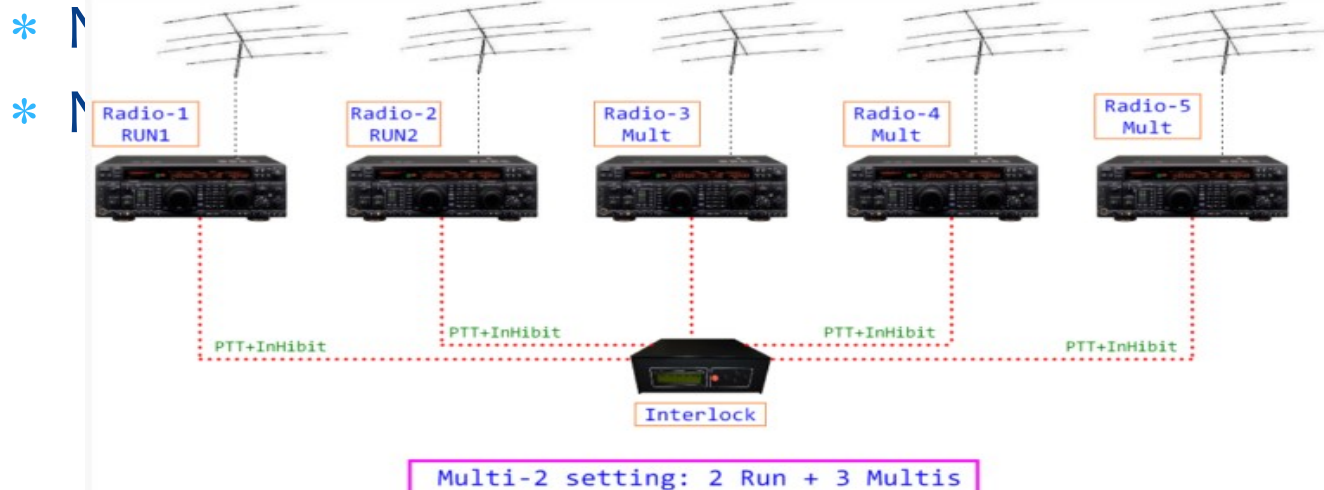 Radio-1
RUN1
Radio-2
RUN2
Radio-3
Mult
Radio-4
Mult
Radio-5
Mult
PTT+InHibit
PTT+InHibit
PTT+InHibit
PTT+InHibit
Interlock
Multi-2 setting: 2 Run + 3 Multis